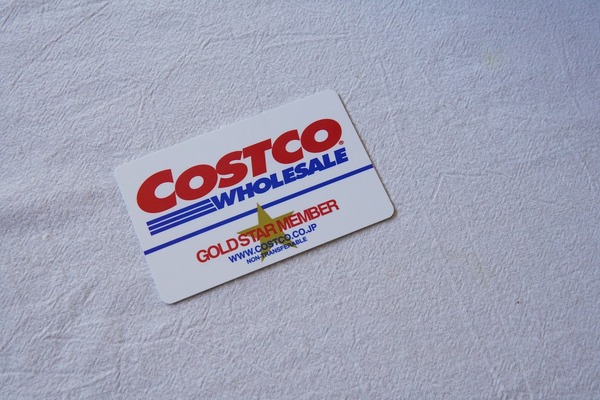 COSTCO®
WHOLESALE
GOLD STAR MEMBER
WWW.COSTCO.CO.JP
NON-TRANSFERABLE